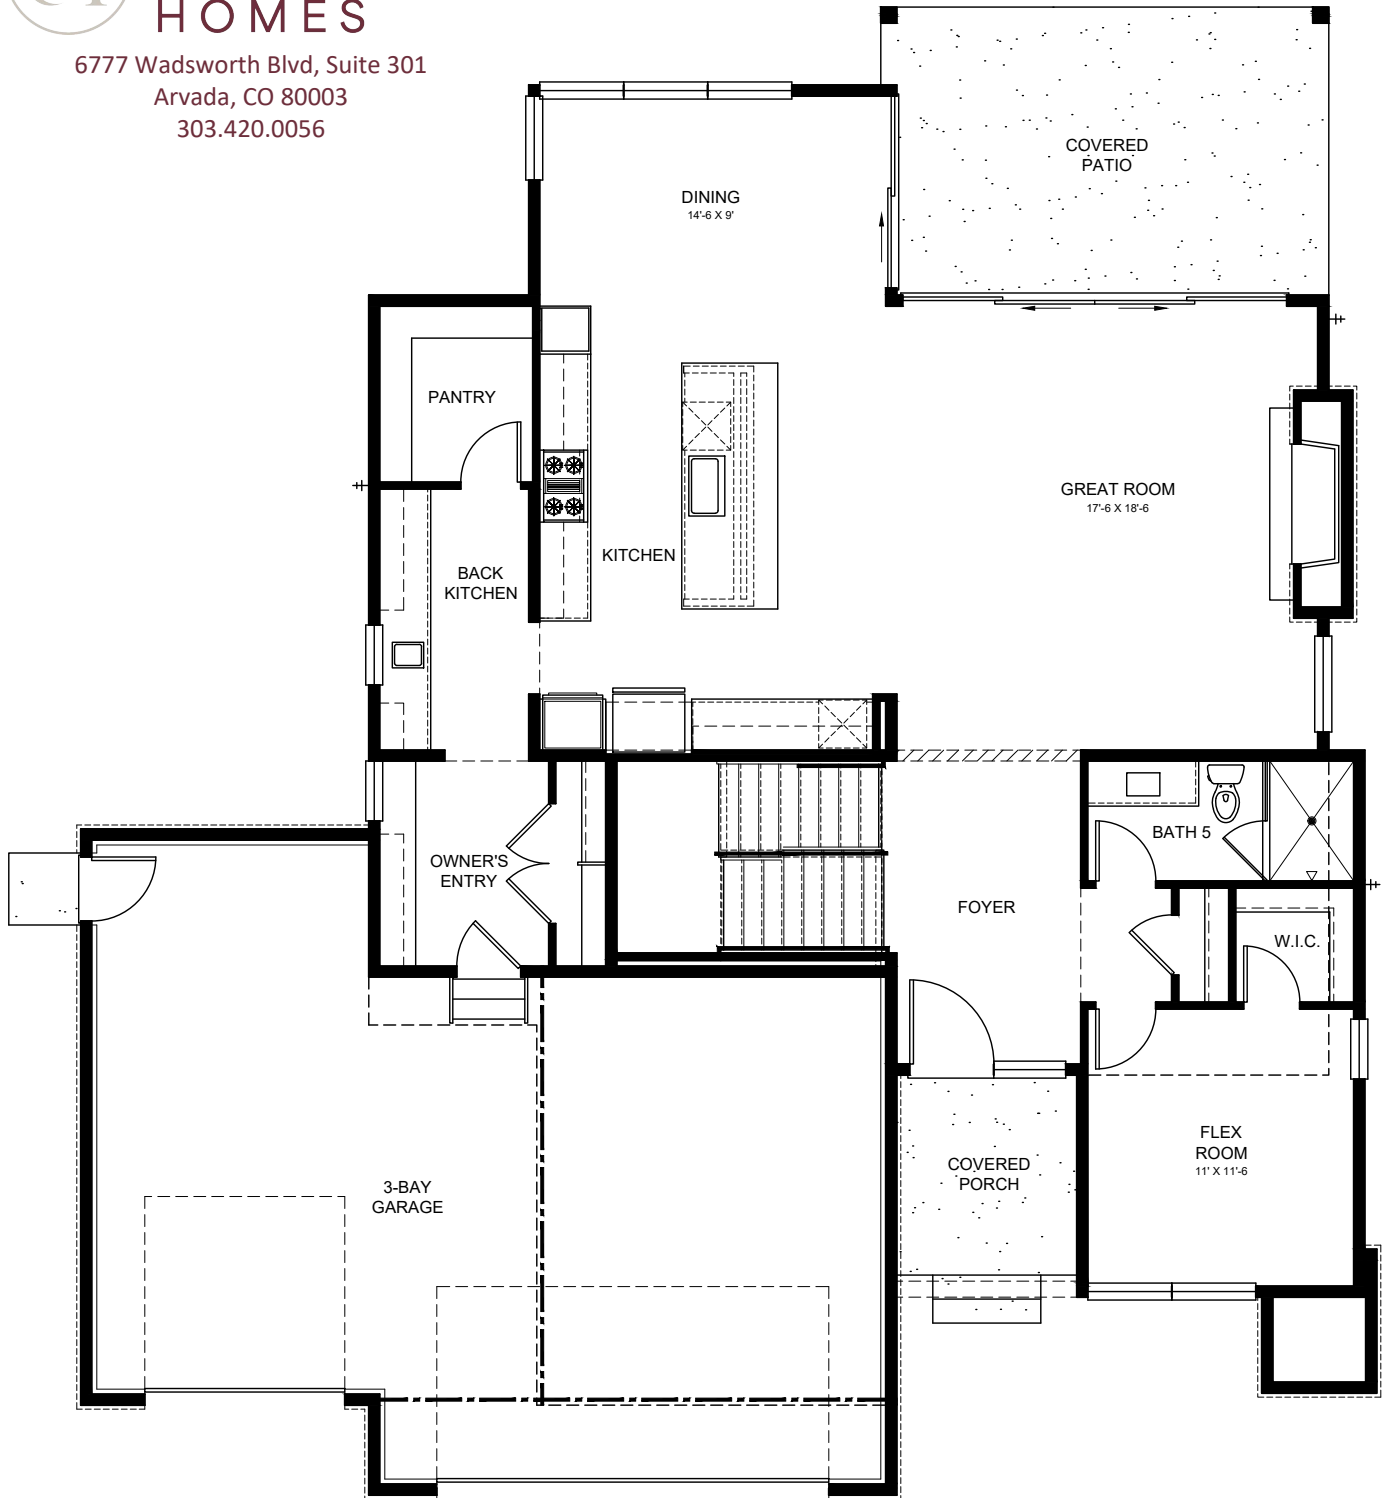 HOMES
6777 Wadsworth Blvd, Suite 301
Arvada, CO 80003
303.420.0056
COVERED
PATIO
DINING
14'-6 X 9'
PANTRY
GREAT ROOM
17'-6 X 18'-6
KITCHEN
BACK
KITCHEN
BATH 5
OWNER'S
ENTRY
FOYER
W.I.C.
FLEX
ROOM
11' X 11'-6
COVERED
PORCH
3-BAY
GARAGE